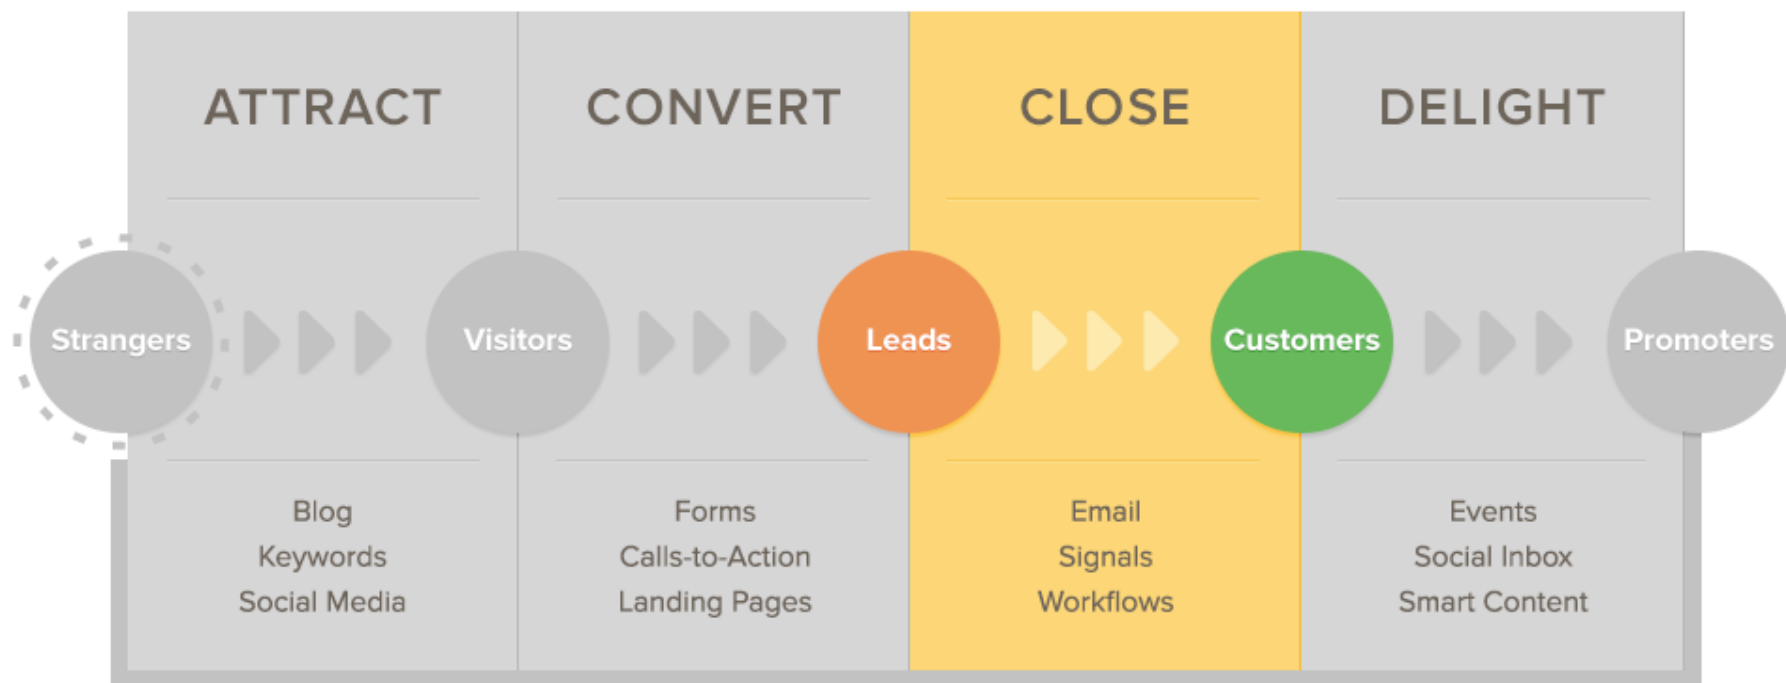 ATTRACT
CONVERT
CLOSE
DELIGHT
Strangers
Visitors
Leads
Customers
Promoters
Blog
Keywords
Social Media
Forms
Calls-to-Action
Landing Pages
Email
Signals
Workflows
Events
Social Inbox
Smart Content